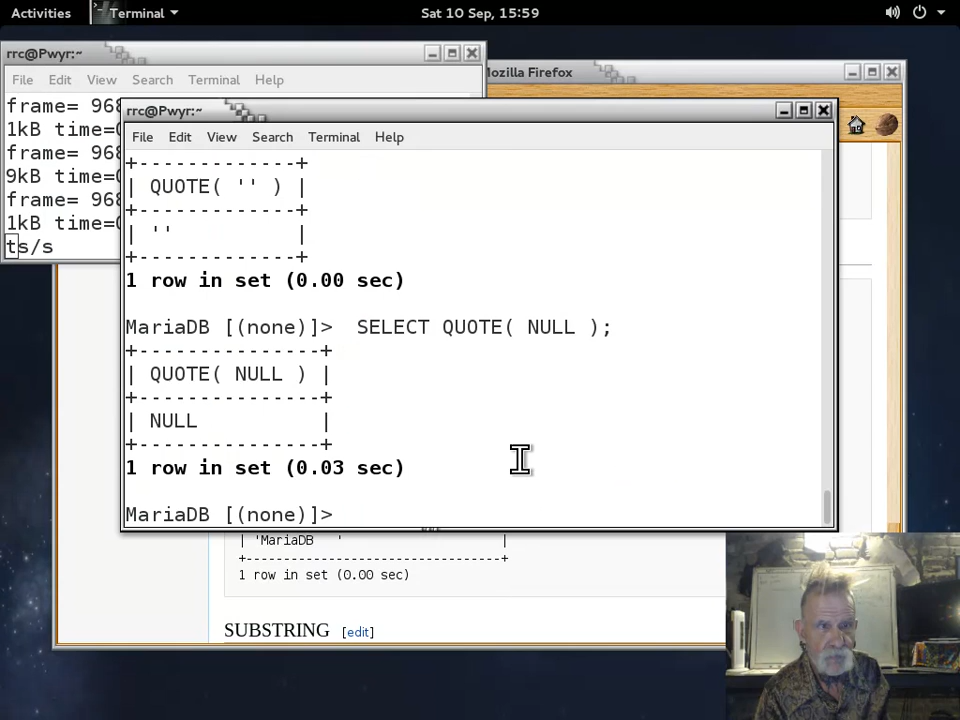 Activities Terminal Sat 10 Sep, 15:59
rrc@Pwyr:~
File Edit View Search Terminal Help
frame= 968
1kB time=0
frame= 968
9kB time=0
frame= 968
1kB time=0
ts/s
Mozilla Firefox
rrc@Pwyr:~
File Edit View Search Terminal Help
+-------------+
| QUOTE( '' ) |
+-------------+
| ''          |
+-------------+
1 row in set (0.00 sec)
MariaDB [(none)]>  SELECT QUOTE( NULL );
+---------------+
| QUOTE( NULL ) |
+---------------+
| NULL          |
+---------------+
1 row in set (0.03 sec)
MariaDB [(none)]>
| 'MariaDB   '                    |
+---------------------------------+
1 row in set (0.00 sec)
SUBSTRING [edit]